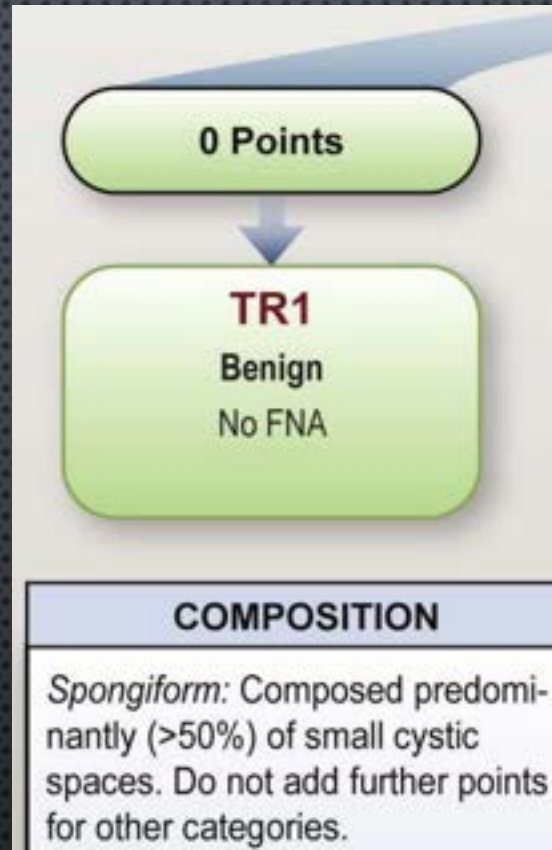 0 Points
TR1
Benign
No FNA
COMPOSITION
Spongiform: Composed predomi-
nantly (>50%) of small cystic
spaces. Do not add further points
for other categories.